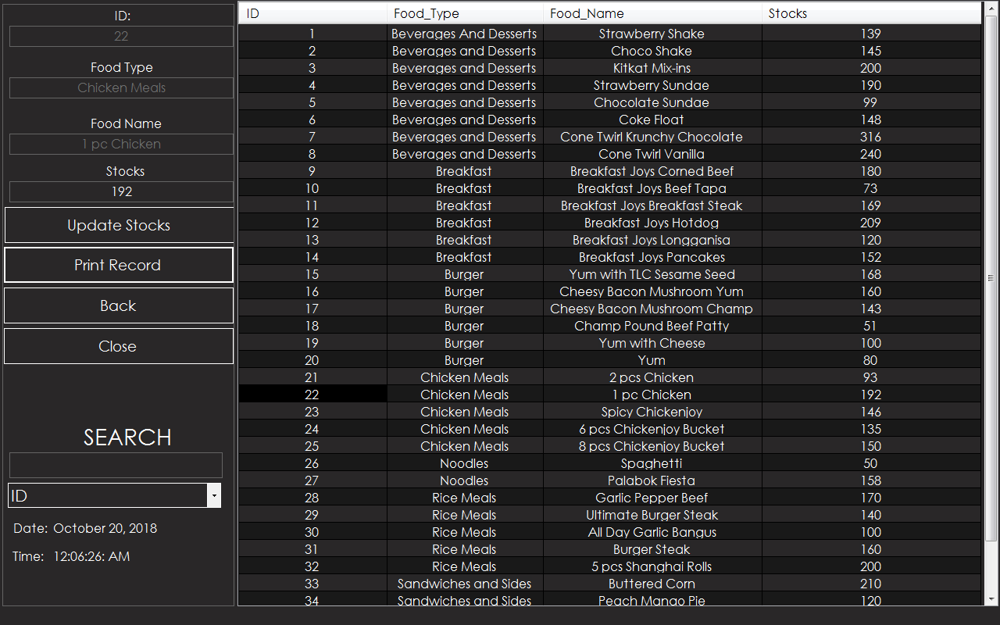 ID:
22
Food Type
Chicken Meals
Food Name
1 pc Chicken
Stocks
192
Update Stocks
Print Record
Back
Close
SEARCH
ID
Date: October 20, 2018
Time: 12:06:26: AM
ID Food_Type Food_Name Stocks
1 Beverages And Desserts Strawberry Shake 139
2 Beverages and Desserts Choco Shake 145
3 Beverages and Desserts Kitkat Mix-ins 200
4 Beverages and Desserts Strawberry Sundae 190
5 Beverages and Desserts Chocolate Sundae 99
6 Beverages and Desserts Coke Float 148
7 Beverages and Desserts Cone Twirl Krunchy Chocolate 316
8 Beverages and Desserts Cone Twirl Vanilla 240
9 Breakfast Breakfast Joys Corned Beef 180
10 Breakfast Breakfast Joys Beef Tapa 73
11 Breakfast Breakfast Joys Breakfast Steak 169
12 Breakfast Breakfast Joys Hotdog 209
13 Breakfast Breakfast Joys Longganisa 120
14 Breakfast Breakfast Joys Pancakes 152
15 Burger Yum with TLC Sesame Seed 168
16 Burger Cheesy Bacon Mushroom Yum 160
17 Burger Cheesy Bacon Mushroom Champ 143
18 Burger Champ Pound Beef Patty 51
19 Burger Yum with Cheese 100
20 Burger Yum 80
21 Chicken Meals 2 pcs Chicken 93
22 Chicken Meals 1 pc Chicken 192
23 Chicken Meals Spicy Chickenjoy 146
24 Chicken Meals 6 pcs Chickenjoy Bucket 135
25 Chicken Meals 8 pcs Chickenjoy Bucket 150
26 Noodles Spaghetti 50
27 Noodles Palabok Fiesta 158
28 Rice Meals Garlic Pepper Beef 170
29 Rice Meals Ultimate Burger Steak 140
30 Rice Meals All Day Garlic Bangus 100
31 Rice Meals Burger Steak 160
32 Rice Meals 5 pcs Shanghai Rolls 200
33 Sandwiches and Sides Buttered Corn 210
34 Sandwiches and Sides Peach Mango Pie 120